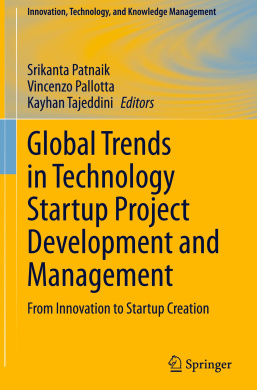 Innovation, Technology, and Knowledge Management
Srikanta Patnaik
Vincenzo Pallotta
Kayhan Tajeddini Editors
Global Trends
in Technology
Startup Project
Development and
Management
From Innovation to Startup Creation
Springer